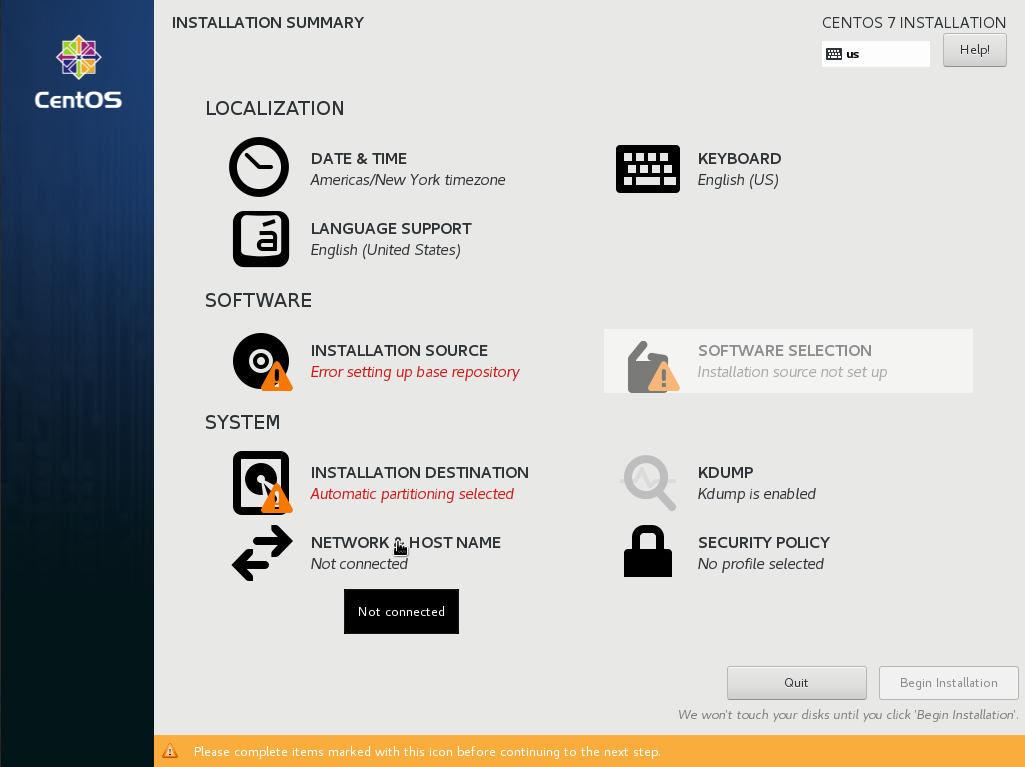 INSTALLATION SUMMARY
CENTOS 7 INSTALLATION
us
Help!
CentOS
LOCALIZATION
DATE & TIME
Americas/New York timezone
KEYBOARD
English (US)
á
LANGUAGE SUPPORT
English (United States)
SOFTWARE
INSTALLATION SOURCE
Error setting up base repository
SOFTWARE SELECTION
Installation source not set up
SYSTEM
INSTALLATION DESTINATION
Automatic partitioning selected
KDUMP
Kdump is enabled
NETWORK & HOST NAME
Not connected
SECURITY POLICY
No profile selected
Not connected
Quit
Begin Installation
We won't touch your disks until you click 'Begin Installation'.
Please complete items marked with this icon before continuing to the next step.